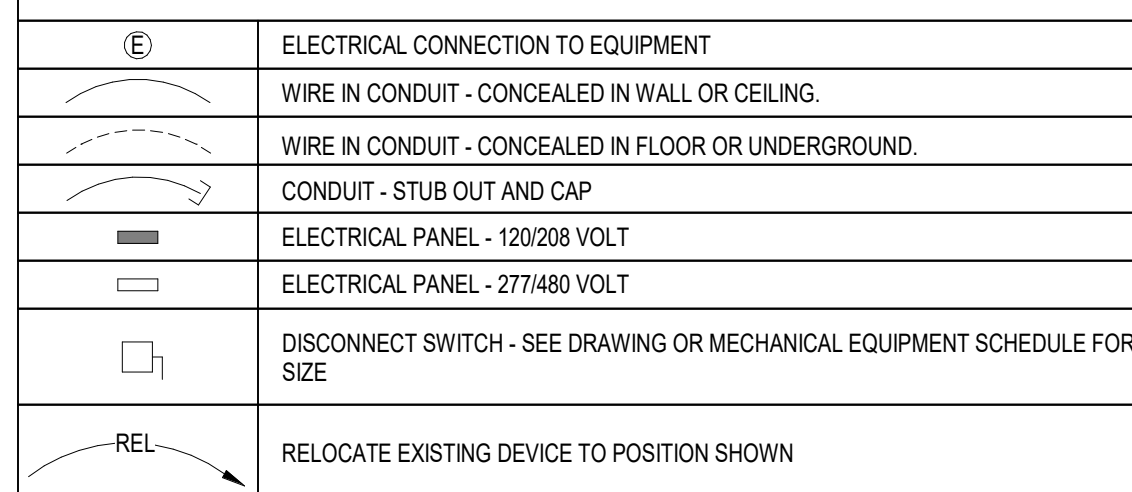 E
ELECTRICAL CONNECTION TO EQUIPMENT
WIRE IN CONDUIT - CONCEALED IN WALL OR CEILING.
WIRE IN CONDUIT - CONCEALED IN FLOOR OR UNDERGROUND.
CONDUIT - STUB OUT AND CAP
ELECTRICAL PANEL - 120/208 VOLT
ELECTRICAL PANEL - 277/480 VOLT
DISCONNECT SWITCH - SEE DRAWING OR MECHANICAL EQUIPMENT SCHEDULE FOR
SIZE
REL
RELOCATE EXISTING DEVICE TO POSITION SHOWN